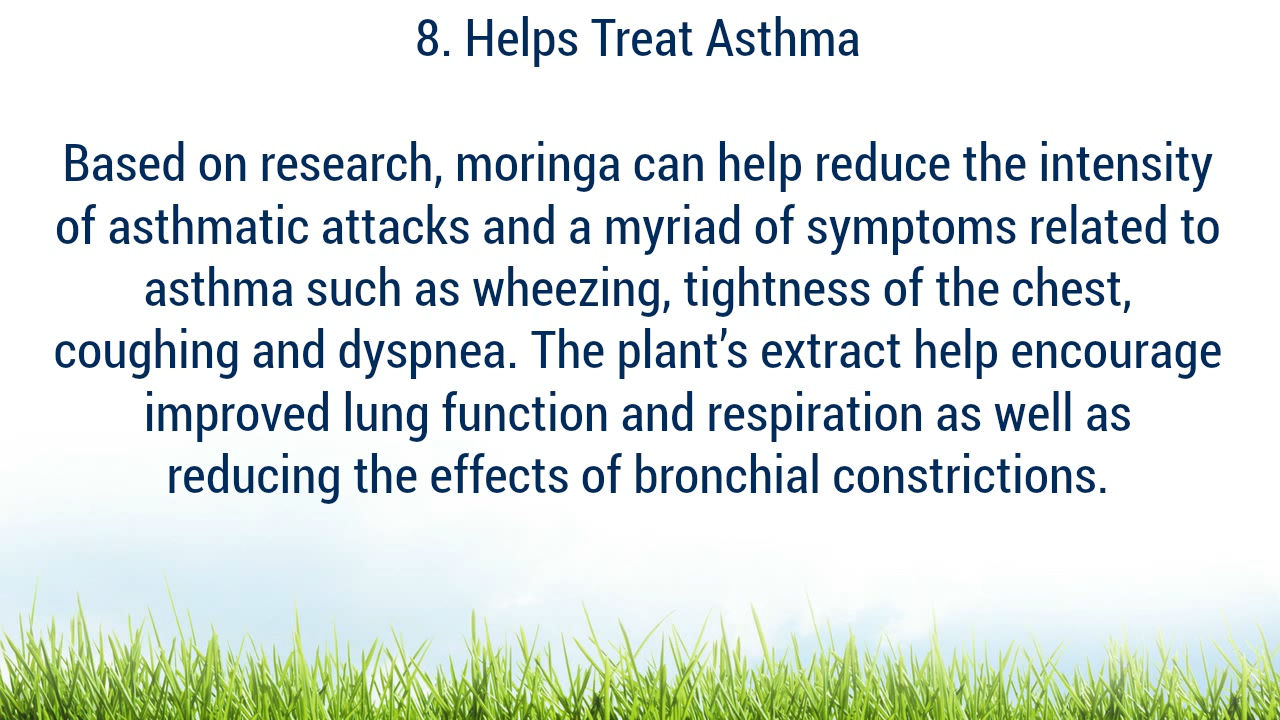 8. Helps Treat Asthma
Based on research, moringa can help reduce the intensity
of asthmatic attacks and a myriad of symptoms related to
asthma such as wheezing, tightness of the chest,
coughing and dyspnea. The plant’s extract help encourage
improved lung function and respiration as well as
reducing the effects of bronchial constrictions.